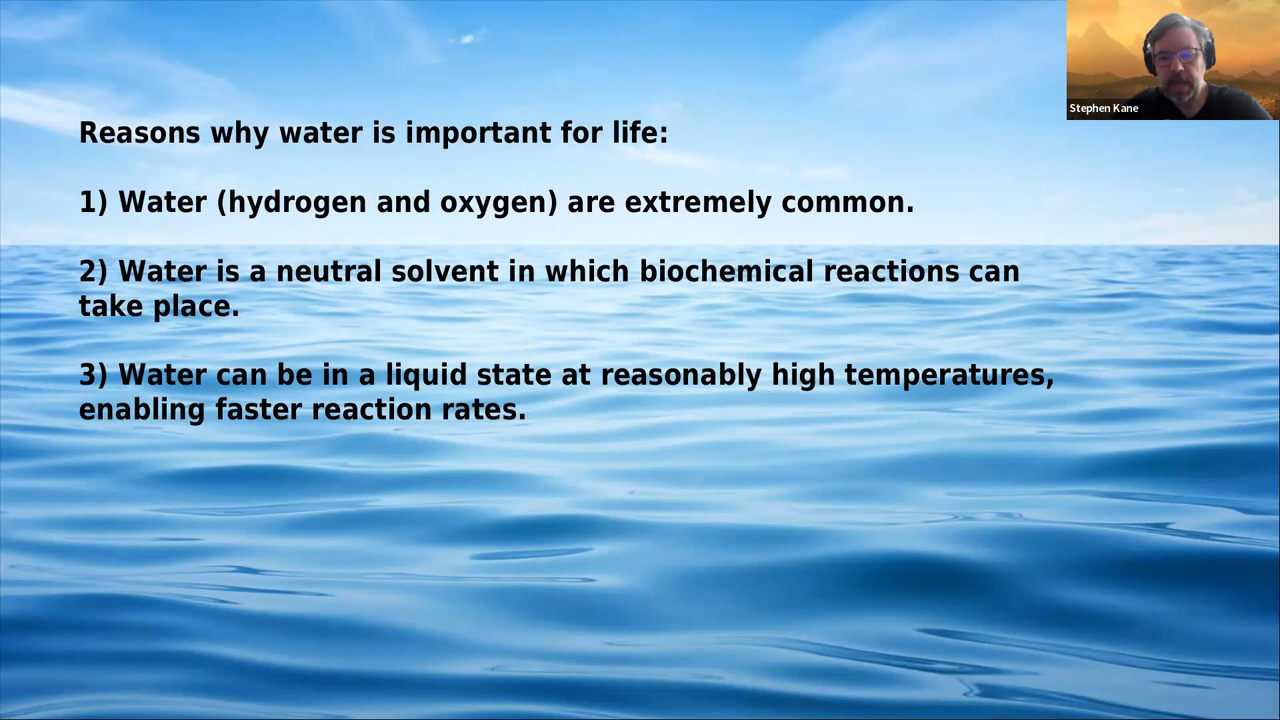 Stephen Kane
Reasons why water is important for life:
1) Water (hydrogen and oxygen) are extremely common.
2) Water is a neutral solvent in which biochemical reactions can
take place.
3) Water can be in a liquid state at reasonably high temperatures,
enabling faster reaction rates.